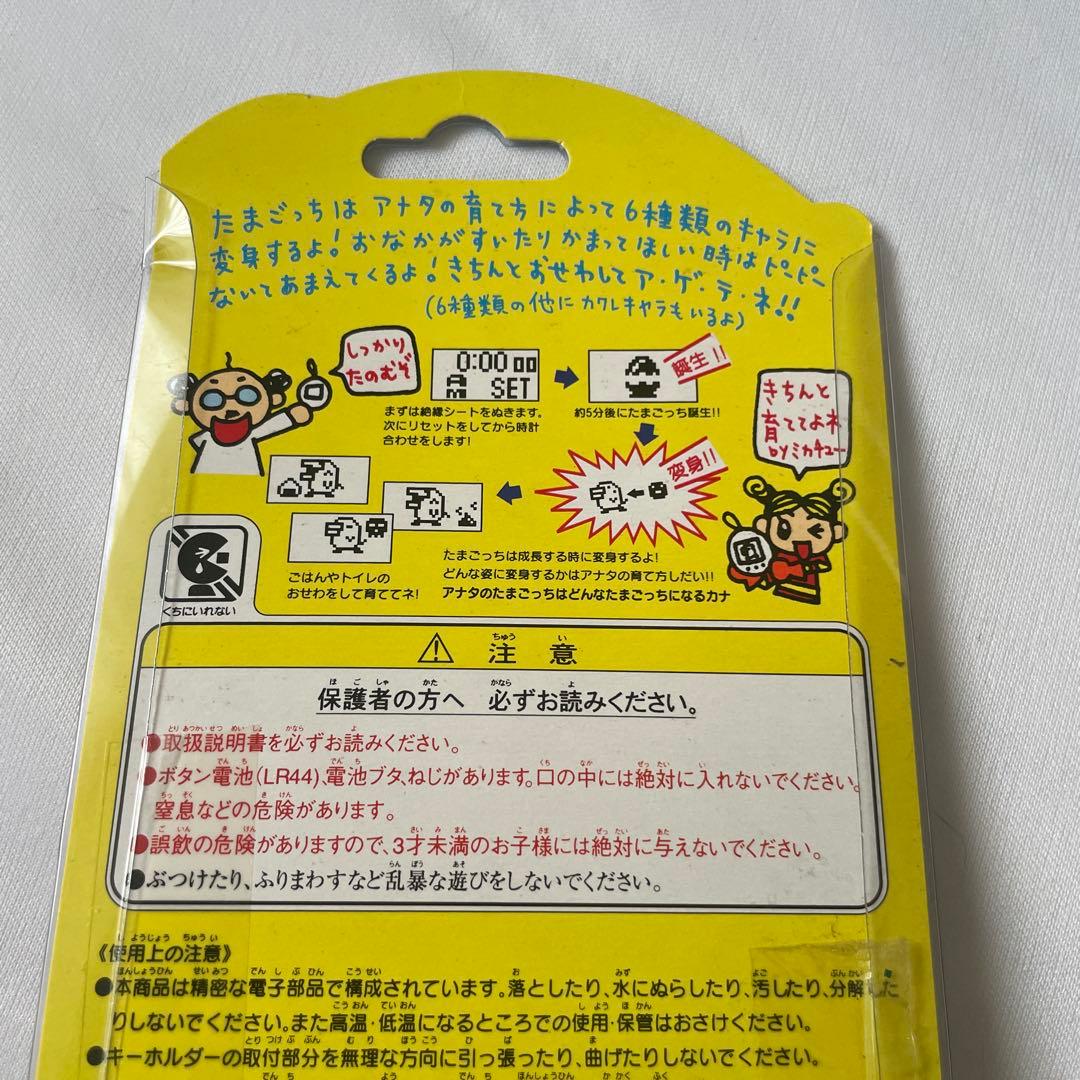 たまごっちは アナタの育て方によって6種類のキャラに
変身するよ!おなかがすいたりかまってほしい時はピーピー
ないてあまえてくるよ!きちんとおせわしてア・ゲ・テ・ネ!!
(6種類の他にカワレキャラもいるよ)
しっかり
たのむぞ
0:00 00
AM SET
まずは絶縁シートをぬきます。
次にリセットをしてから時計
合わせをします!
誕生!!
約5分後にたまごっち誕生!!
きちんと
育ててよネ
byミカチュー
変身!!
たまごっちは成長する時に変身するよ!
どんな姿に変身するかはアナタの育て方しだい!!
アナタのたまごっちはどんなたまごっちになるカナ
ごはんやトイレの
おせわをして育ててネ!
くちにいれない
⚠ 注意
保護者の方へ 必ずお読みください。
●取扱説明書を必ずお読みください。
●ボタン電池(LR44)、電池ブタ、ねじがあります。口の中には絶対に入れないでください。
窒息などの危険があります。
●誤飲の危険がありますので、3才未満のお子様には絶対に与えないでください。
●ぶつけたり、ふりまわすなど乱暴な遊びをしないでください。
《使用上の注意》
●本商品は精密な電子部品で構成されています。落としたり、水にぬらしたり、汚したり、分解した
りしないでください。また高温・低温になるところでの使用・保管はおさけください。
●キーホルダーの取付部分を無理な方向に引っ張ったり、曲げたりしないでください。